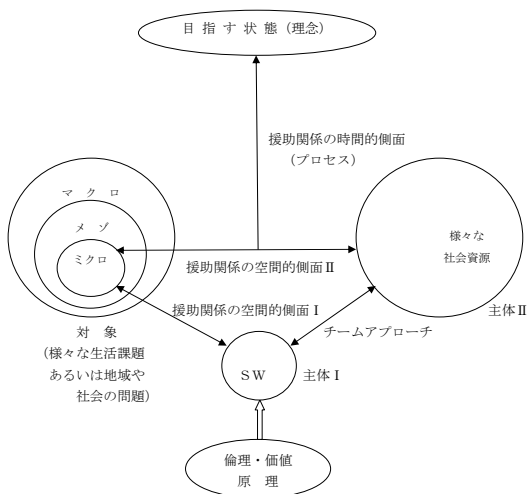 目 指 す 状 態（理念）
援助関係の時間的側面
（プロセス）
マ ク ロ
メ ゾ
ミクロ
様々な
社会資源
援助関係の空間的側面Ⅱ
援助関係の空間的側面Ⅰ
主体Ⅱ
チームアプローチ
対 象
（様々な生活課題
あるいは地域や
社会の問題）
ＳＷ
主体Ⅰ
倫理・価値
原 理